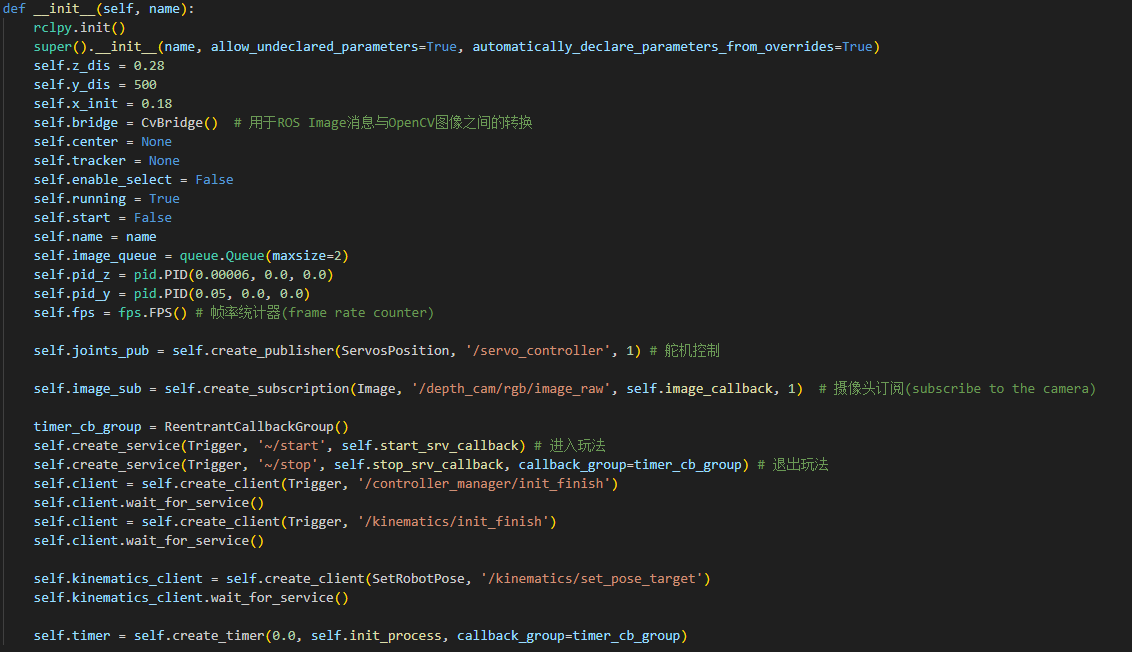 def __init__(self, name):
rclpy.init()
super().__init__(name, allow_undeclared_parameters=True, automatically_declare_parameters_from_overrides=True)
self.z_dis = 0.28
self.y_dis = 500
self.x_init = 0.18
self.bridge = CvBridge()  # 用于ROS Image消息与OpenCV图像之间的转换
self.center = None
self.tracker = None
self.enable_select = False
self.running = True
self.start = False
self.name = name
self.image_queue = queue.Queue(maxsize=2)
self.pid_z = pid.PID(0.00006, 0.0, 0.0)
self.pid_y = pid.PID(0.05, 0.0, 0.0)
self.fps = fps.FPS() # 帧率统计器(frame rate counter)
self.joints_pub = self.create_publisher(ServosPosition, '/servo_controller', 1) # 舵机控制
self.image_sub = self.create_subscription(Image, '/depth_cam/rgb/image_raw', self.image_callback, 1)  # 摄像头订阅(subscribe to the camera)
timer_cb_group = ReentrantCallbackGroup()
self.create_service(Trigger, '~/start', self.start_srv_callback) # 进入玩法
self.create_service(Trigger, '~/stop', self.stop_srv_callback, callback_group=timer_cb_group) # 退出玩法
self.client = self.create_client(Trigger, '/controller_manager/init_finish')
self.client.wait_for_service()
self.client = self.create_client(Trigger, '/kinematics/init_finish')
self.client.wait_for_service()
self.kinematics_client = self.create_client(SetRobotPose, '/kinematics/set_pose_target')
self.kinematics_client.wait_for_service()
self.timer = self.create_timer(0.0, self.init_process, callback_group=timer_cb_group)